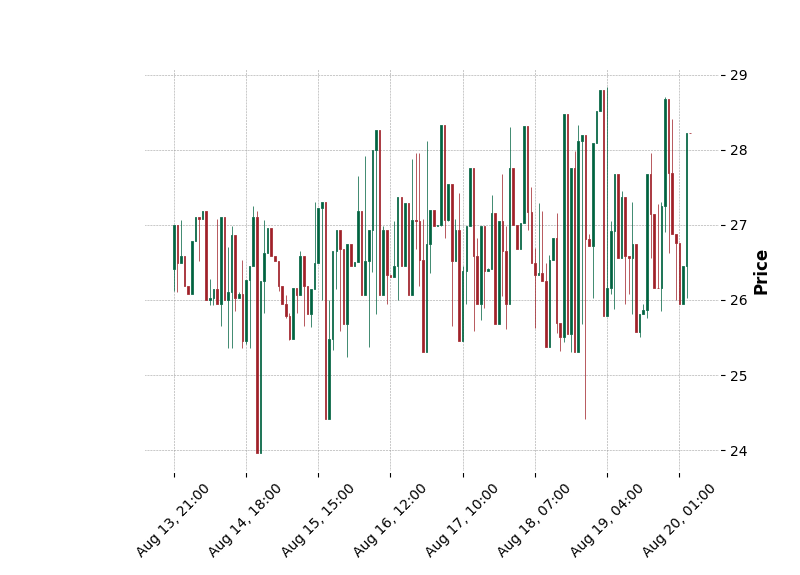 29
28
27
26
25
24
Price
Aug 13, 21:00
Aug 14, 18:00
Aug 15, 15:00
Aug 16, 12:00
Aug 17, 10:00
Aug 18, 07:00
Aug 19, 04:00
Aug 20, 01:00